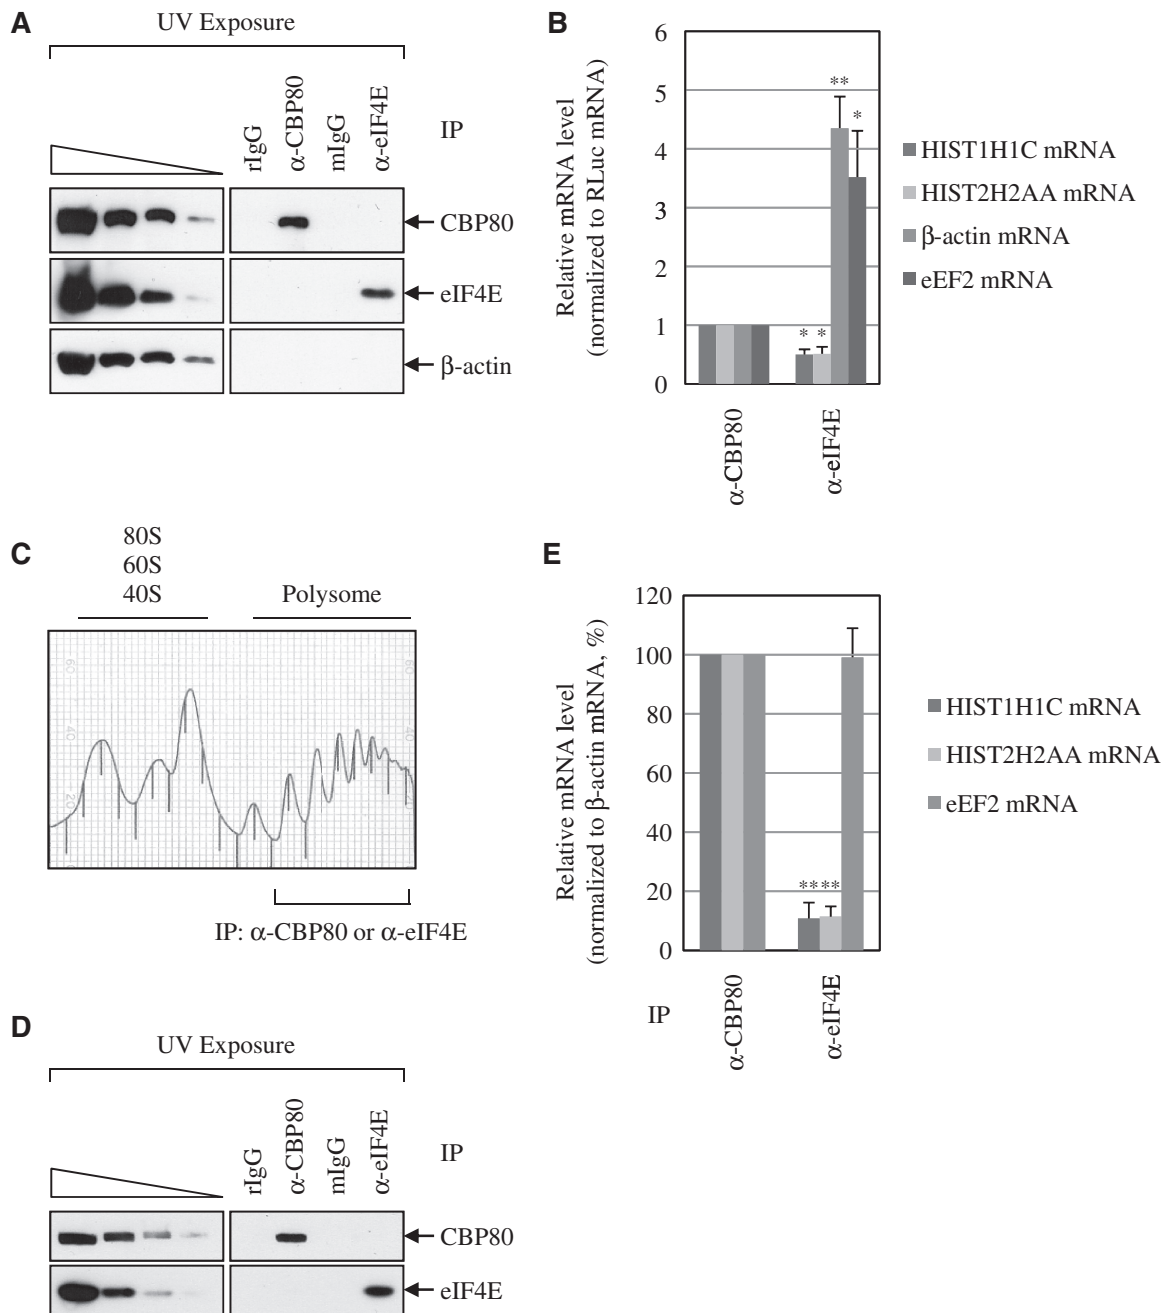 A
UV Exposure
rIgG
α-CBP80
mIgG
α-eIF4E
IP
CBP80
eIF4E
β-actin
B
Relative mRNA level
(normalized to RLuc mRNA)
6
5
4
3
2
1
0
* * ** *
α-CBP80
α-eIF4E
HIST1H1C mRNA
HIST2H2AA mRNA
β-actin mRNA
eEF2 mRNA
C
80S
60S
40S
Polysome
60
40
20
IP: α-CBP80 or α-eIF4E
D
UV Exposure
rIgG
α-CBP80
mIgG
α-eIF4E
IP
CBP80
eIF4E
E
Relative mRNA level
(normalized to β-actin mRNA, %)
120
100
80
60
40
20
0
** **
IP
α-CBP80
α-eIF4E
HIST1H1C mRNA
HIST2H2AA mRNA
eEF2 mRNA